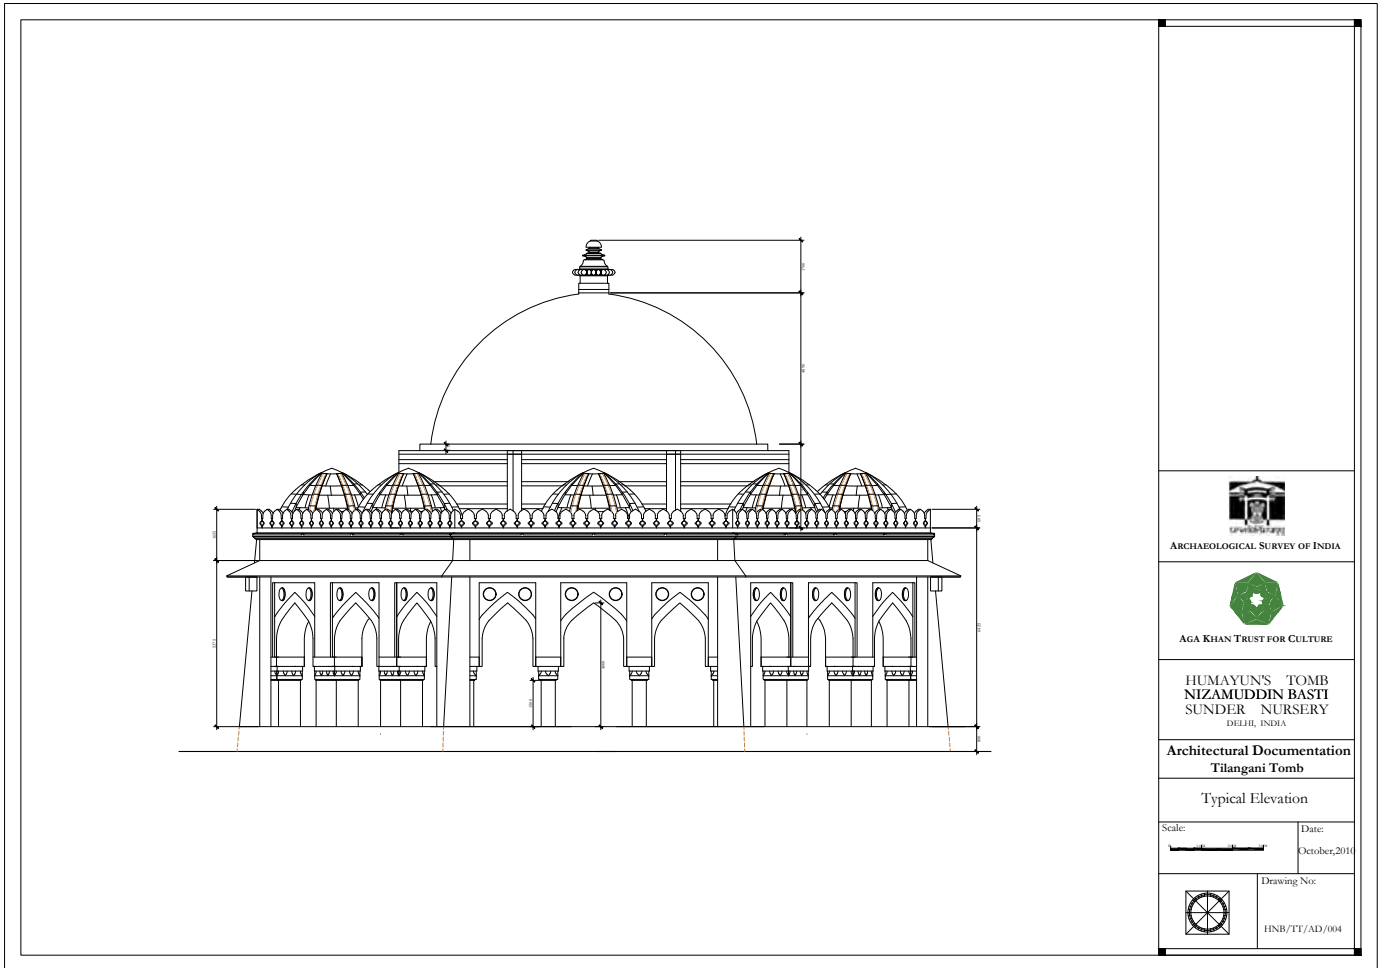 ARCHAEOLOGICAL SURVEY OF INDIA
AGA KHAN TRUST FOR CULTURE
HUMAYUN'S TOMB
NIZAMUDDIN BASTI
SUNDER NURSERY
DELHI, INDIA
Architectural Documentation
Tilangani Tomb
Typical Elevation
Scale:
Date:
October,2010
Drawing No:
HNB/TT/AD/004